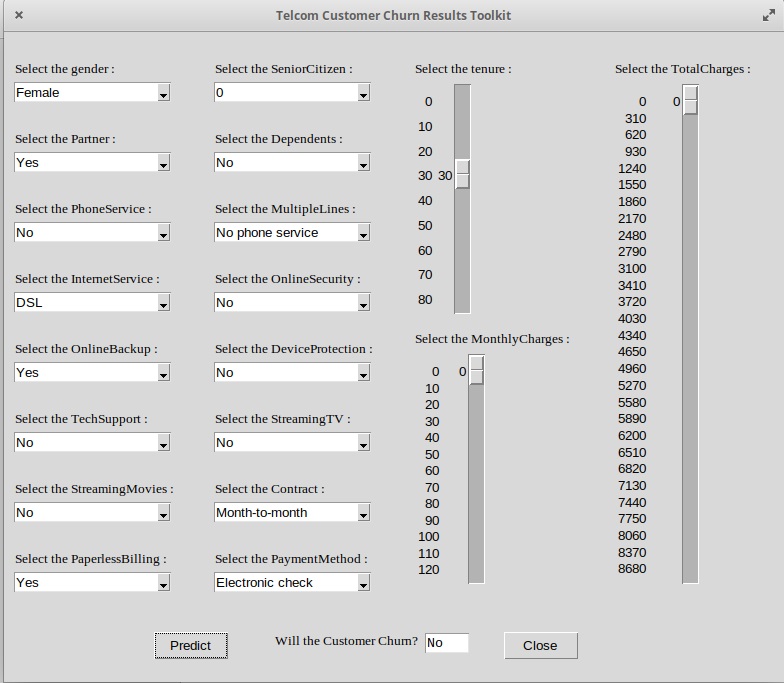 Telcom Customer Churn Results Toolkit
Select the gender :
Female
Select the SeniorCitizen :
0
Select the Partner :
Yes
Select the Dependents :
No
Select the PhoneService :
No
Select the MultipleLines :
No phone service
Select the InternetService :
DSL
Select the OnlineSecurity :
No
Select the OnlineBackup :
Yes
Select the DeviceProtection :
No
Select the TechSupport :
No
Select the StreamingTV :
No
Select the StreamingMovies :
No
Select the Contract :
Month-to-month
Select the PaperlessBilling :
Yes
Select the PaymentMethod :
Electronic check
Select the tenure :
0
10
20
30 30
40
50
60
70
80
Select the MonthlyCharges :
0 0
10
20
30
40
50
60
70
80
90
100
110
120
Select the TotalCharges :
0 0
310
620
930
1240
1550
1860
2170
2480
2790
3100
3410
3720
4030
4340
4650
4960
5270
5580
5890
6200
6510
6820
7130
7440
7750
8060
8370
8680
Predict
Will the Customer Churn? No
Close